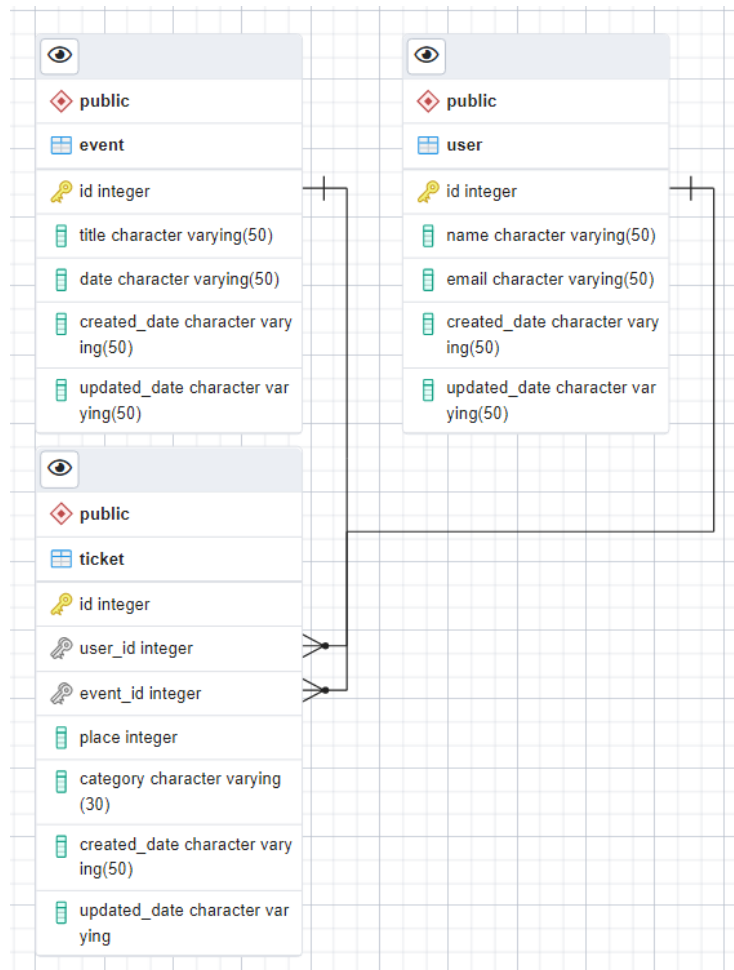 public
event
id integer
title character varying(50)
date character varying(50)
created_date character vary
ing(50)
updated_date character var
ying(50)
public
user
id integer
name character varying(50)
email character varying(50)
created_date character vary
ing(50)
updated_date character var
ying(50)
public
ticket
id integer
user_id integer
event_id integer
place integer
category character varying
(30)
created_date character vary
ing(50)
updated_date character var
ying